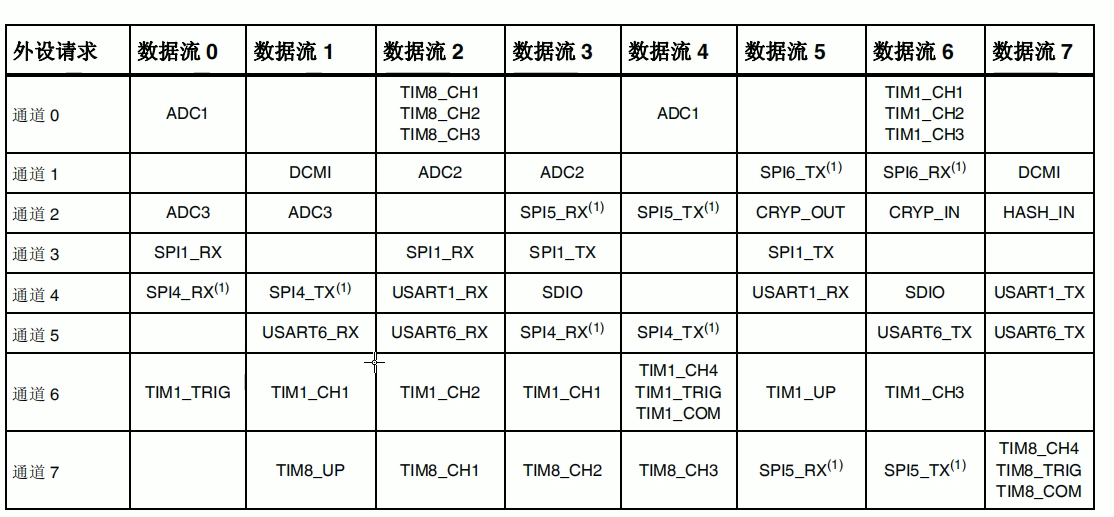 外设请求 数据流 0 数据流 1 数据流 2 数据流 3 数据流 4 数据流 5 数据流 6 数据流 7
通道 0 ADC1 TIM8_CH1 TIM8_CH2 TIM8_CH3 ADC1 TIM1_CH1 TIM1_CH2 TIM1_CH3
通道 1 DCMI ADC2 ADC2 SPI6_TX(1) SPI6_RX(1) DCMI
通道 2 ADC3 ADC3 SPI5_RX(1) SPI5_TX(1) CRYP_OUT CRYP_IN HASH_IN
通道 3 SPI1_RX SPI1_RX SPI1_TX SPI1_TX
通道 4 SPI4_RX(1) SPI4_TX(1) USART1_RX SDIO USART1_RX SDIO USART1_TX
通道 5 USART6_RX USART6_RX SPI4_RX(1) SPI4_TX(1) USART6_TX USART6_TX
通道 6 TIM1_TRIG TIM1_CH1 TIM1_CH2 TIM1_CH1 TIM1_CH4 TIM1_TRIG TIM1_COM TIM1_UP TIM1_CH3
通道 7 TIM8_UP TIM8_CH1 TIM8_CH2 TIM8_CH3 SPI5_RX(1) SPI5_TX(1) TIM8_CH4 TIM8_TRIG TIM8_COM